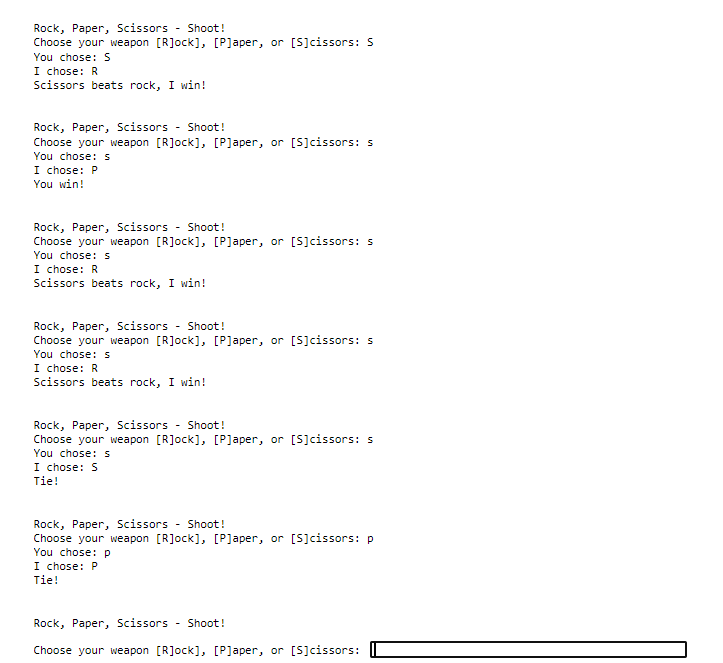 Rock, Paper, Scissors - Shoot!
Choose your weapon [R]ock], [P]aper, or [S]cissors: S
You chose: S
I chose: R
Scissors beats rock, I win!
Rock, Paper, Scissors - Shoot!
Choose your weapon [R]ock], [P]aper, or [S]cissors: s
You chose: s
I chose: P
You win!
Rock, Paper, Scissors - Shoot!
Choose your weapon [R]ock], [P]aper, or [S]cissors: s
You chose: s
I chose: R
Scissors beats rock, I win!
Rock, Paper, Scissors - Shoot!
Choose your weapon [R]ock], [P]aper, or [S]cissors: s
You chose: s
I chose: R
Scissors beats rock, I win!
Rock, Paper, Scissors - Shoot!
Choose your weapon [R]ock], [P]aper, or [S]cissors: s
You chose: s
I chose: S
Tie!
Rock, Paper, Scissors - Shoot!
Choose your weapon [R]ock], [P]aper, or [S]cissors: p
You chose: p
I chose: P
Tie!
Rock, Paper, Scissors - Shoot!
Choose your weapon [R]ock], [P]aper, or [S]cissors: